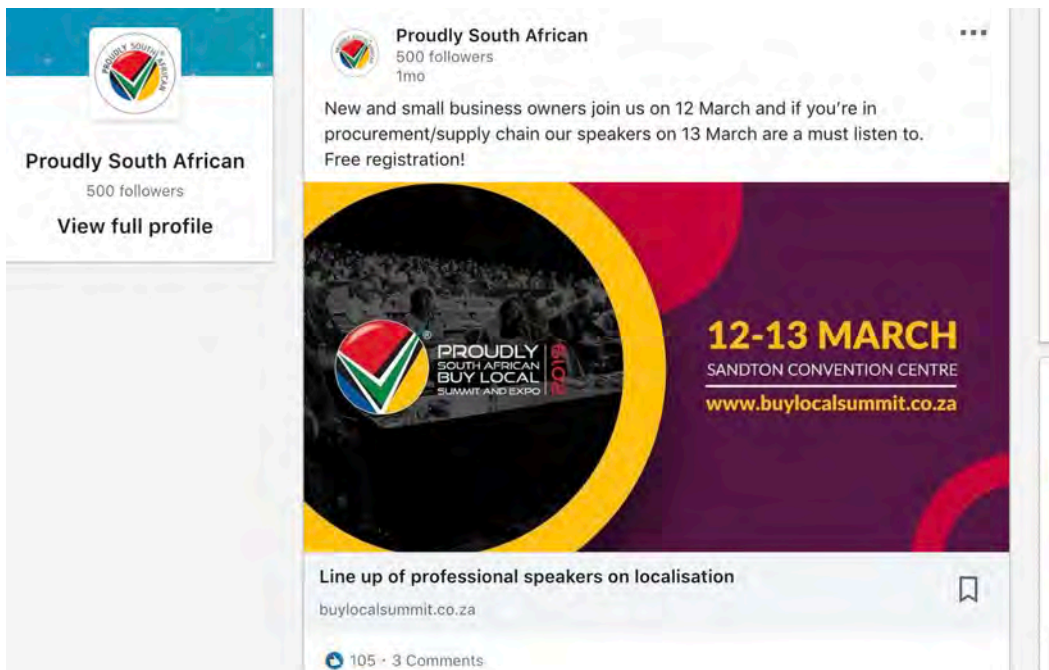 PROUDLY SOUTH AFRICAN
Proudly South African
500 followers
View full profile
Proudly South African
500 followers
1mo
New and small business owners join us on 12 March and if you're in
procurement/supply chain our speakers on 13 March are a must listen to.
Free registration!
PROUDLY
SOUTH AFRICAN
BUY LOCAL
SUMMIT AND EXPO
2019
®
12-13 MARCH
SANDTON CONVENTION CENTRE
www.buylocalsummit.co.za
Line up of professional speakers on localisation
buylocalsummit.co.za
105 · 3 Comments